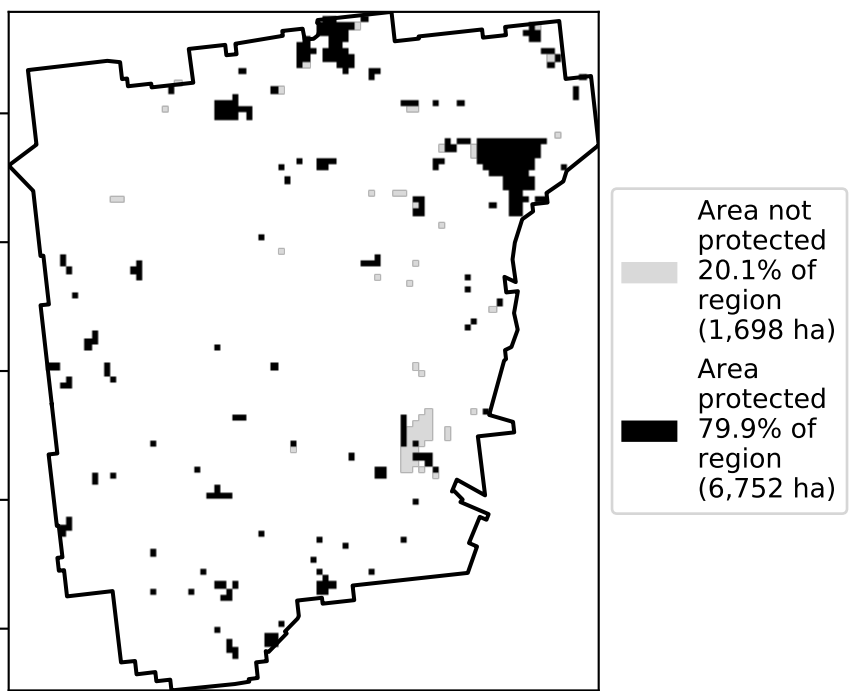 Area not
protected
20.1% of
region
(1,698 ha)
Area
protected
79.9% of
region
(6,752 ha)